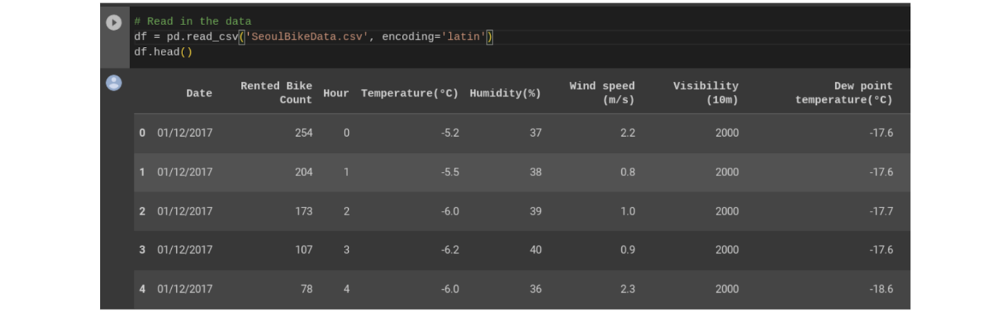 # Read in the data
df = pd.read_csv('SeoulBikeData.csv', encoding='latin')
df.head()
Date Rented Bike Count Hour Temperature(°C) Humidity(%) Wind speed (m/s) Visibility (10m) Dew point temperature(°C)
0 01/12/2017 254 0 -5.2 37 2.2 2000 -17.6
1 01/12/2017 204 1 -5.5 38 0.8 2000 -17.6
2 01/12/2017 173 2 -6.0 39 1.0 2000 -17.7
3 01/12/2017 107 3 -6.2 40 0.9 2000 -17.6
4 01/12/2017 78 4 -6.0 36 2.3 2000 -18.6